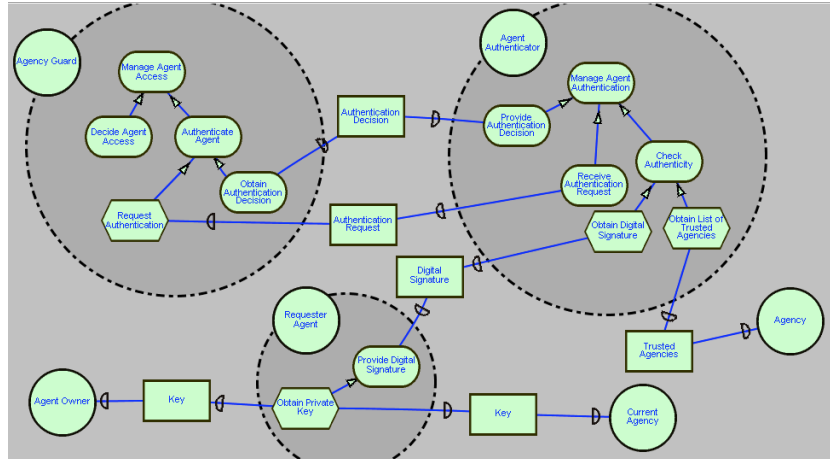 Agency Guard
Manage Agent
Access
Decide Agent
Access
Authenticate
Agent
Obtain
Authentication
Decision
Request
Authentication
Authentication
Decision
Authentication
Request
Agent
Authenticator
Manage Agent
Authentication
Provide
Authentication
Decision
Check
Authenticity
Receive
Authentication
Request
Obtain Digital
Signature
Obtain List of
Trusted
Agencies
Digital
Signature
Requester
Agent
Provide Digital
Signature
Obtain Private
Key
Agent Owner
Key
Key
Current
Agency
Trusted
Agencies
Agency